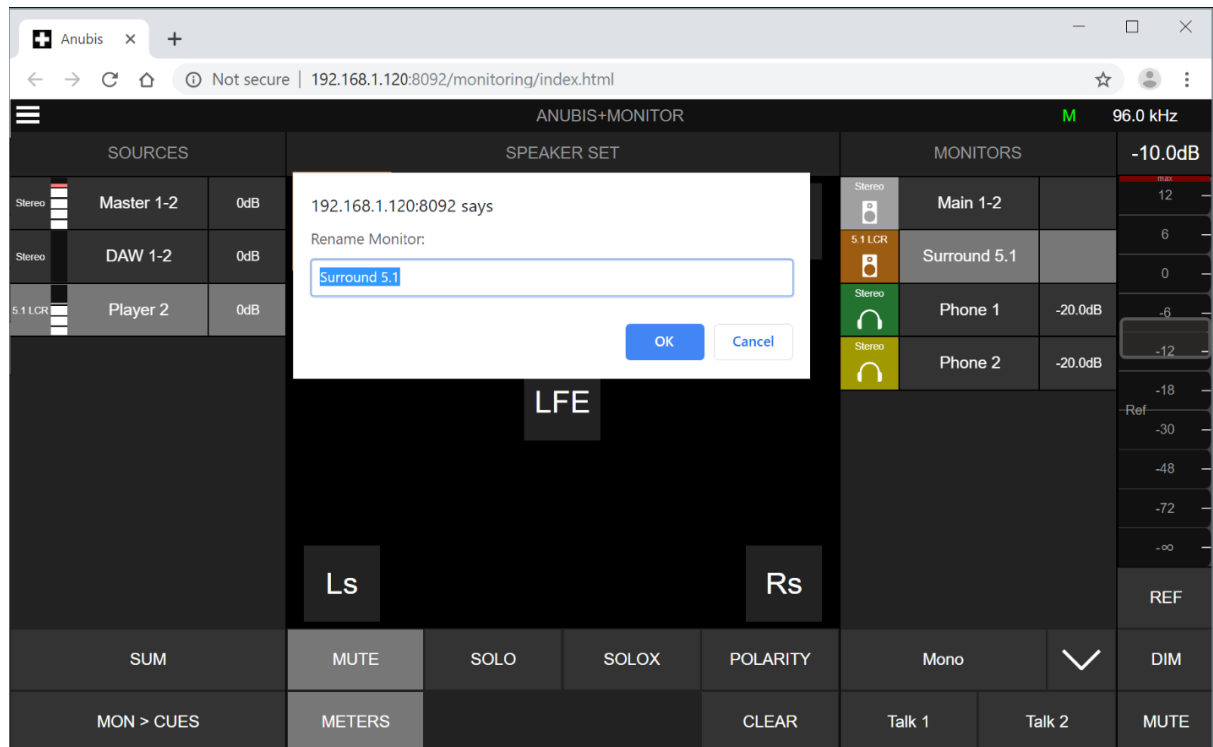 Anubis
Not secure | 192.168.1.120:8092/monitoring/index.html
ANUBIS+MONITOR
M
96.0 kHz
SOURCES
SPEAKER SET
MONITORS
-10.0dB
Stereo
Master 1-2
0dB
Stereo
DAW 1-2
0dB
5.1 LCR
Player 2
0dB
192.168.1.120:8092 says
Rename Monitor:
Surround 5.1
OK
Cancel
LFE
Ls
Rs
Stereo
Main 1-2
5.1 LCR
Surround 5.1
Stereo
Phone 1
-20.0dB
Stereo
Phone 2
-20.0dB
max
12
6
0
-6
-12
-18
Ref
-30
-48
-72
-∞
REF
SUM
MUTE
SOLO
SOLOX
POLARITY
Mono
DIM
MON > CUES
METERS
CLEAR
Talk 1
Talk 2
MUTE